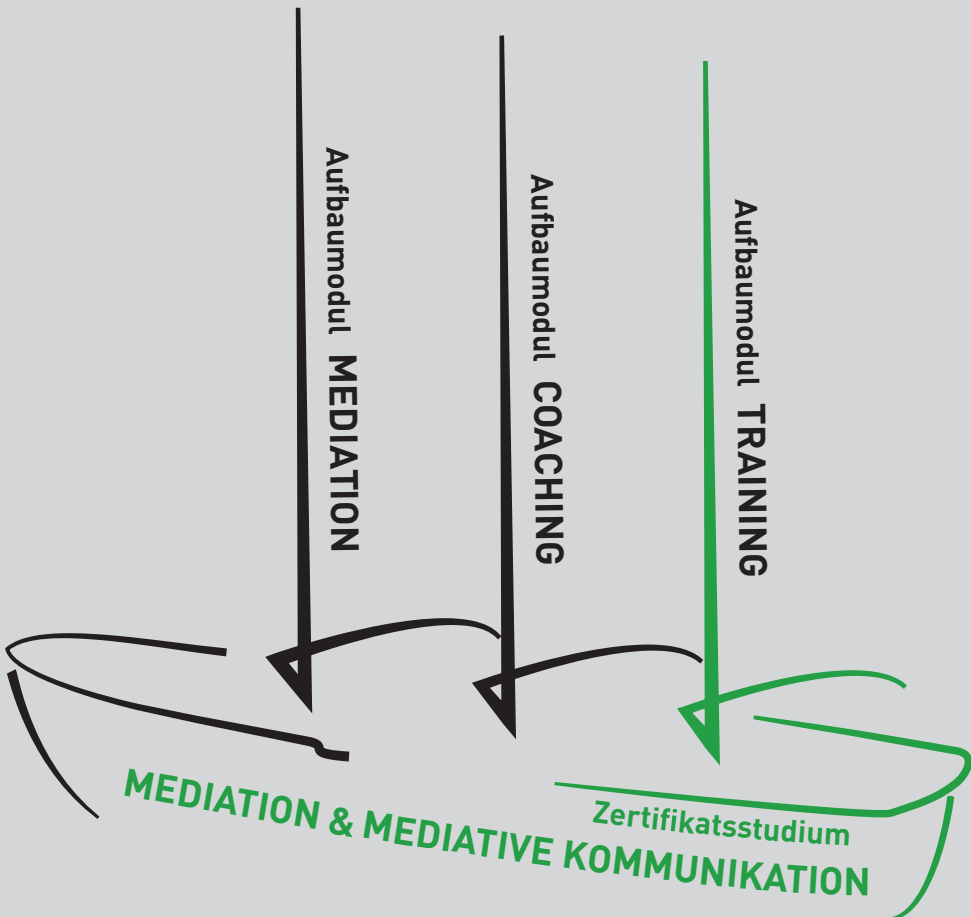 Aufbaumodul MEDIATION
Aufbaumodul COACHING
Aufbaumodul TRAINING
Zertifikatsstudium
MEDIATION & MEDIATIVE KOMMUNIKATION